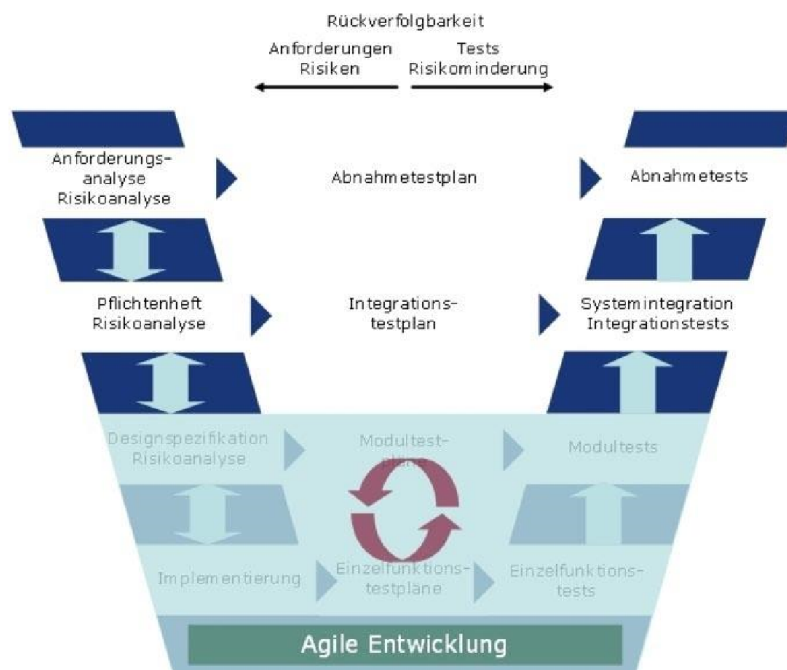 Rückverfolgbarkeit
Anforderungen
Risiken
Tests
Risikominderung
Anforderungs-
analyse
Risikoanalyse
Abnahmetestplan
Abnahmetests
Pflichtenheft
Risikoanalyse
Integrations-
testplan
Systemintegration
Integrationstests
Designspezifikation
Risikoanalyse
Modultest-
pläne
Modultests
Implementierung
Einzelfunktions-
testpläne
Einzelfunktions-
tests
Agile Entwicklung